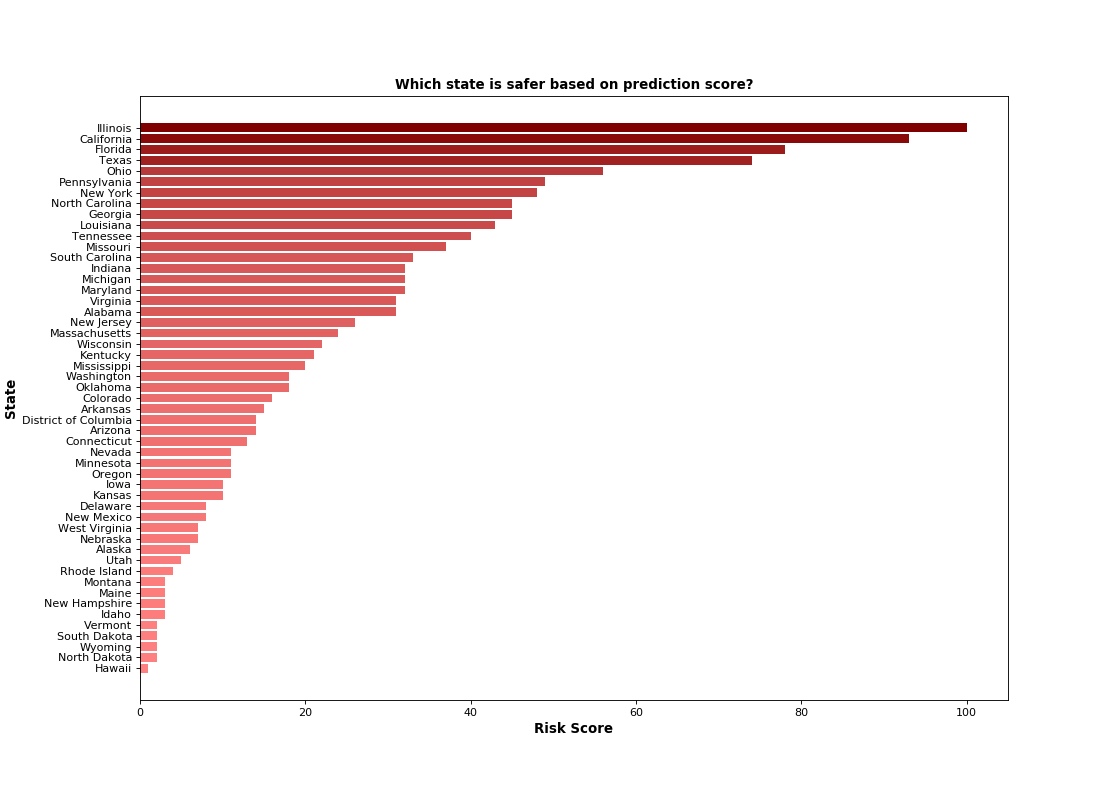 Which state is safer based on prediction score?
Illinois
California
Florida
Texas
Ohio
Pennsylvania
New York
North Carolina
Georgia
Louisiana
Tennessee
Missouri
South Carolina
Indiana
Michigan
Maryland
Virginia
Alabama
New Jersey
Massachusetts
Wisconsin
Kentucky
Mississippi
Washington
Oklahoma
Colorado
Arkansas
District of Columbia
Arizona
Connecticut
Nevada
Minnesota
Oregon
Iowa
Kansas
Delaware
New Mexico
West Virginia
Nebraska
Alaska
Utah
Rhode Island
Montana
Maine
New Hampshire
Idaho
Vermont
South Dakota
Wyoming
North Dakota
Hawaii
State
0 20 40 60 80 100
Risk Score